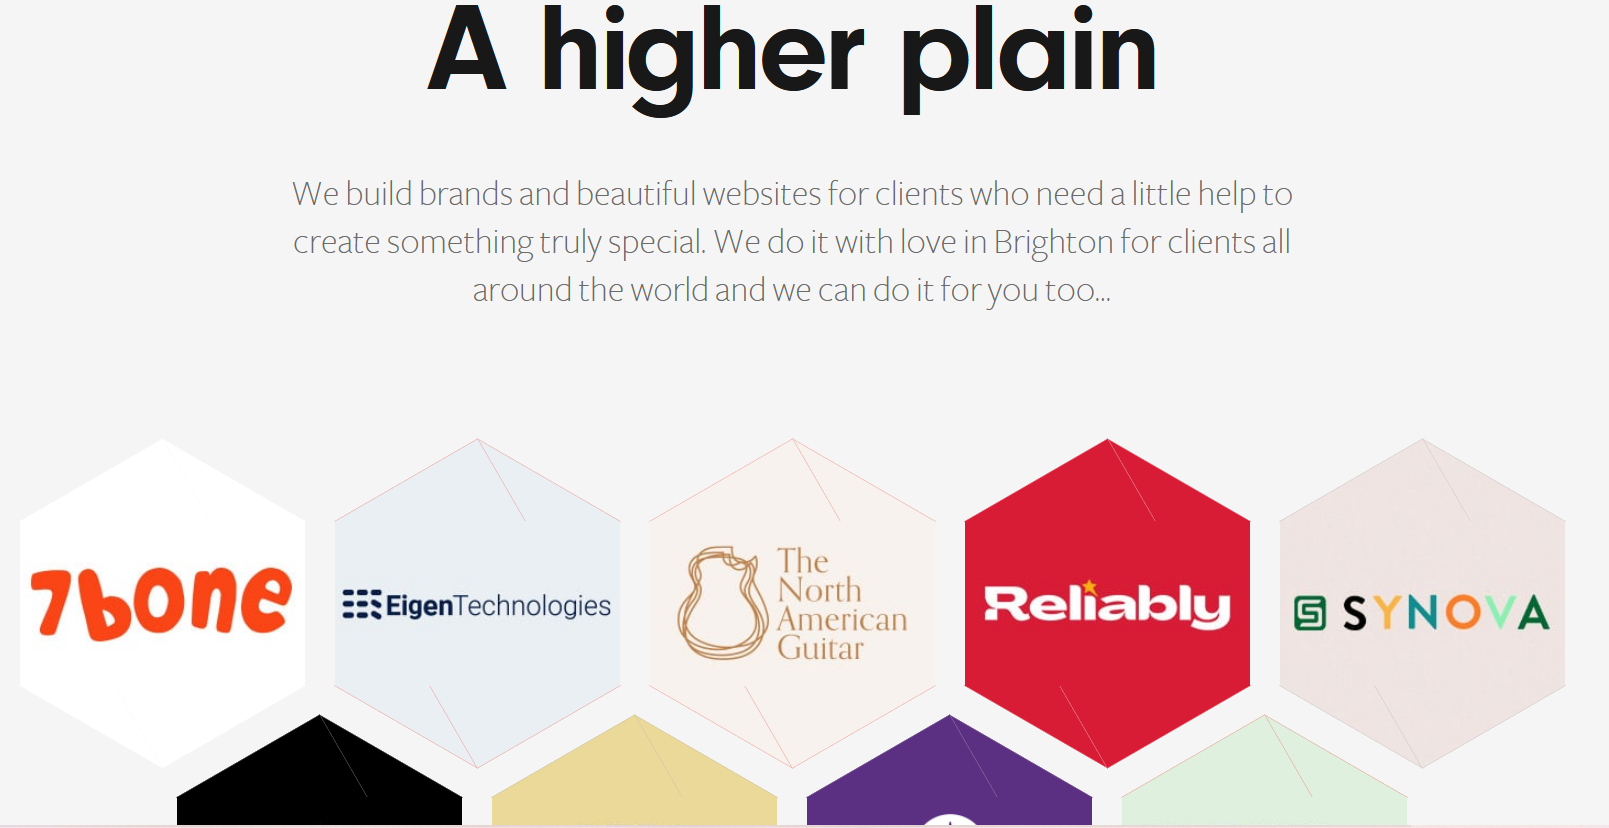 A higher plain
We build brands and beautiful websites for clients who need a little help to
create something truly special. We do it with love in Brighton for clients all
around the world and we can do it for you too...
7bone
EigenTechnologies
The
North
American
Guitar
Reliably
SYNOVA